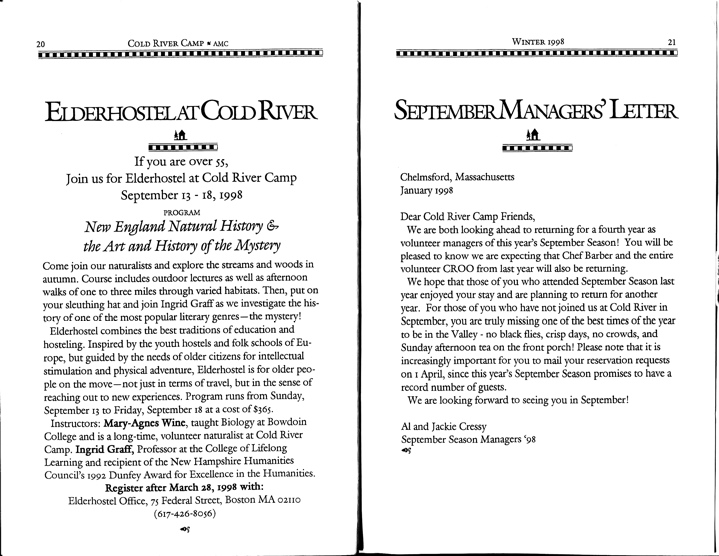 20 COLD RIVER CAMP AMC
ELDERHOSTEL AT COLD RIVER
If you are over 55,
Join us for Elderhostel at Cold River Camp
September 13 - 18, 1998
PROGRAM
New England Natural History &
the Art and History of the Mystery
Come join our naturalists and explore the streams and woods in
autumn. Course includes outdoor lectures as well as afternoon
walks of one to three miles through varied habitats. Then, put on
your sleuthing hat and join Ingrid Graff as we investigate the his-
tory of one of the most popular literary genres—the mystery!
Elderhostel combines the best traditions of education and
hosteling. Inspired by the youth hostels and folk schools of Eu-
rope, but guided by the needs of older citizens for intellectual
stimulation and physical adventure, Elderhostel is for older peo-
ple on the move—not just in terms of travel, but in the sense of
reaching out to new experiences. Program runs from Sunday,
September 13 to Friday, September 18 at a cost of $365.
Instructors: Mary-Agnes Wine, taught Biology at Bowdoin
College and is a long-time, volunteer naturalist at Cold River
Camp. Ingrid Graff, Professor at the College of Lifelong
Learning and recipient of the New Hampshire Humanities
Council's 1992 Dunfey Award for Excellence in the Humanities.
Register after March 28, 1998 with:
Elderhostel Office, 75 Federal Street, Boston MA 02110
(617-426-8056)
WINTER 1998 21
SEPTEMBER MANAGERS' LETTER
Chelmsford, Massachusetts
January 1998
Dear Cold River Camp Friends,
We are both looking ahead to returning for a fourth year as
volunteer managers of this year's September Season! You will be
pleased to know we are expecting that Chef Barber and the entire
volunteer CROO from last year will also be returning.
We hope that those of you who attended September Season last
year enjoyed your stay and are planning to return for another
year. For those of you who have not joined us at Cold River in
September, you are truly missing one of the best times of the year
to be in the Valley - no black flies, crisp days, no crowds, and
Sunday afternoon tea on the front porch! Please note that it is
increasingly important for you to mail your reservation requests
on 1 April, since this year's September Season promises to have a
record number of guests.
We are looking forward to seeing you in September!
Al and Jackie Cressy
September Season Managers '98